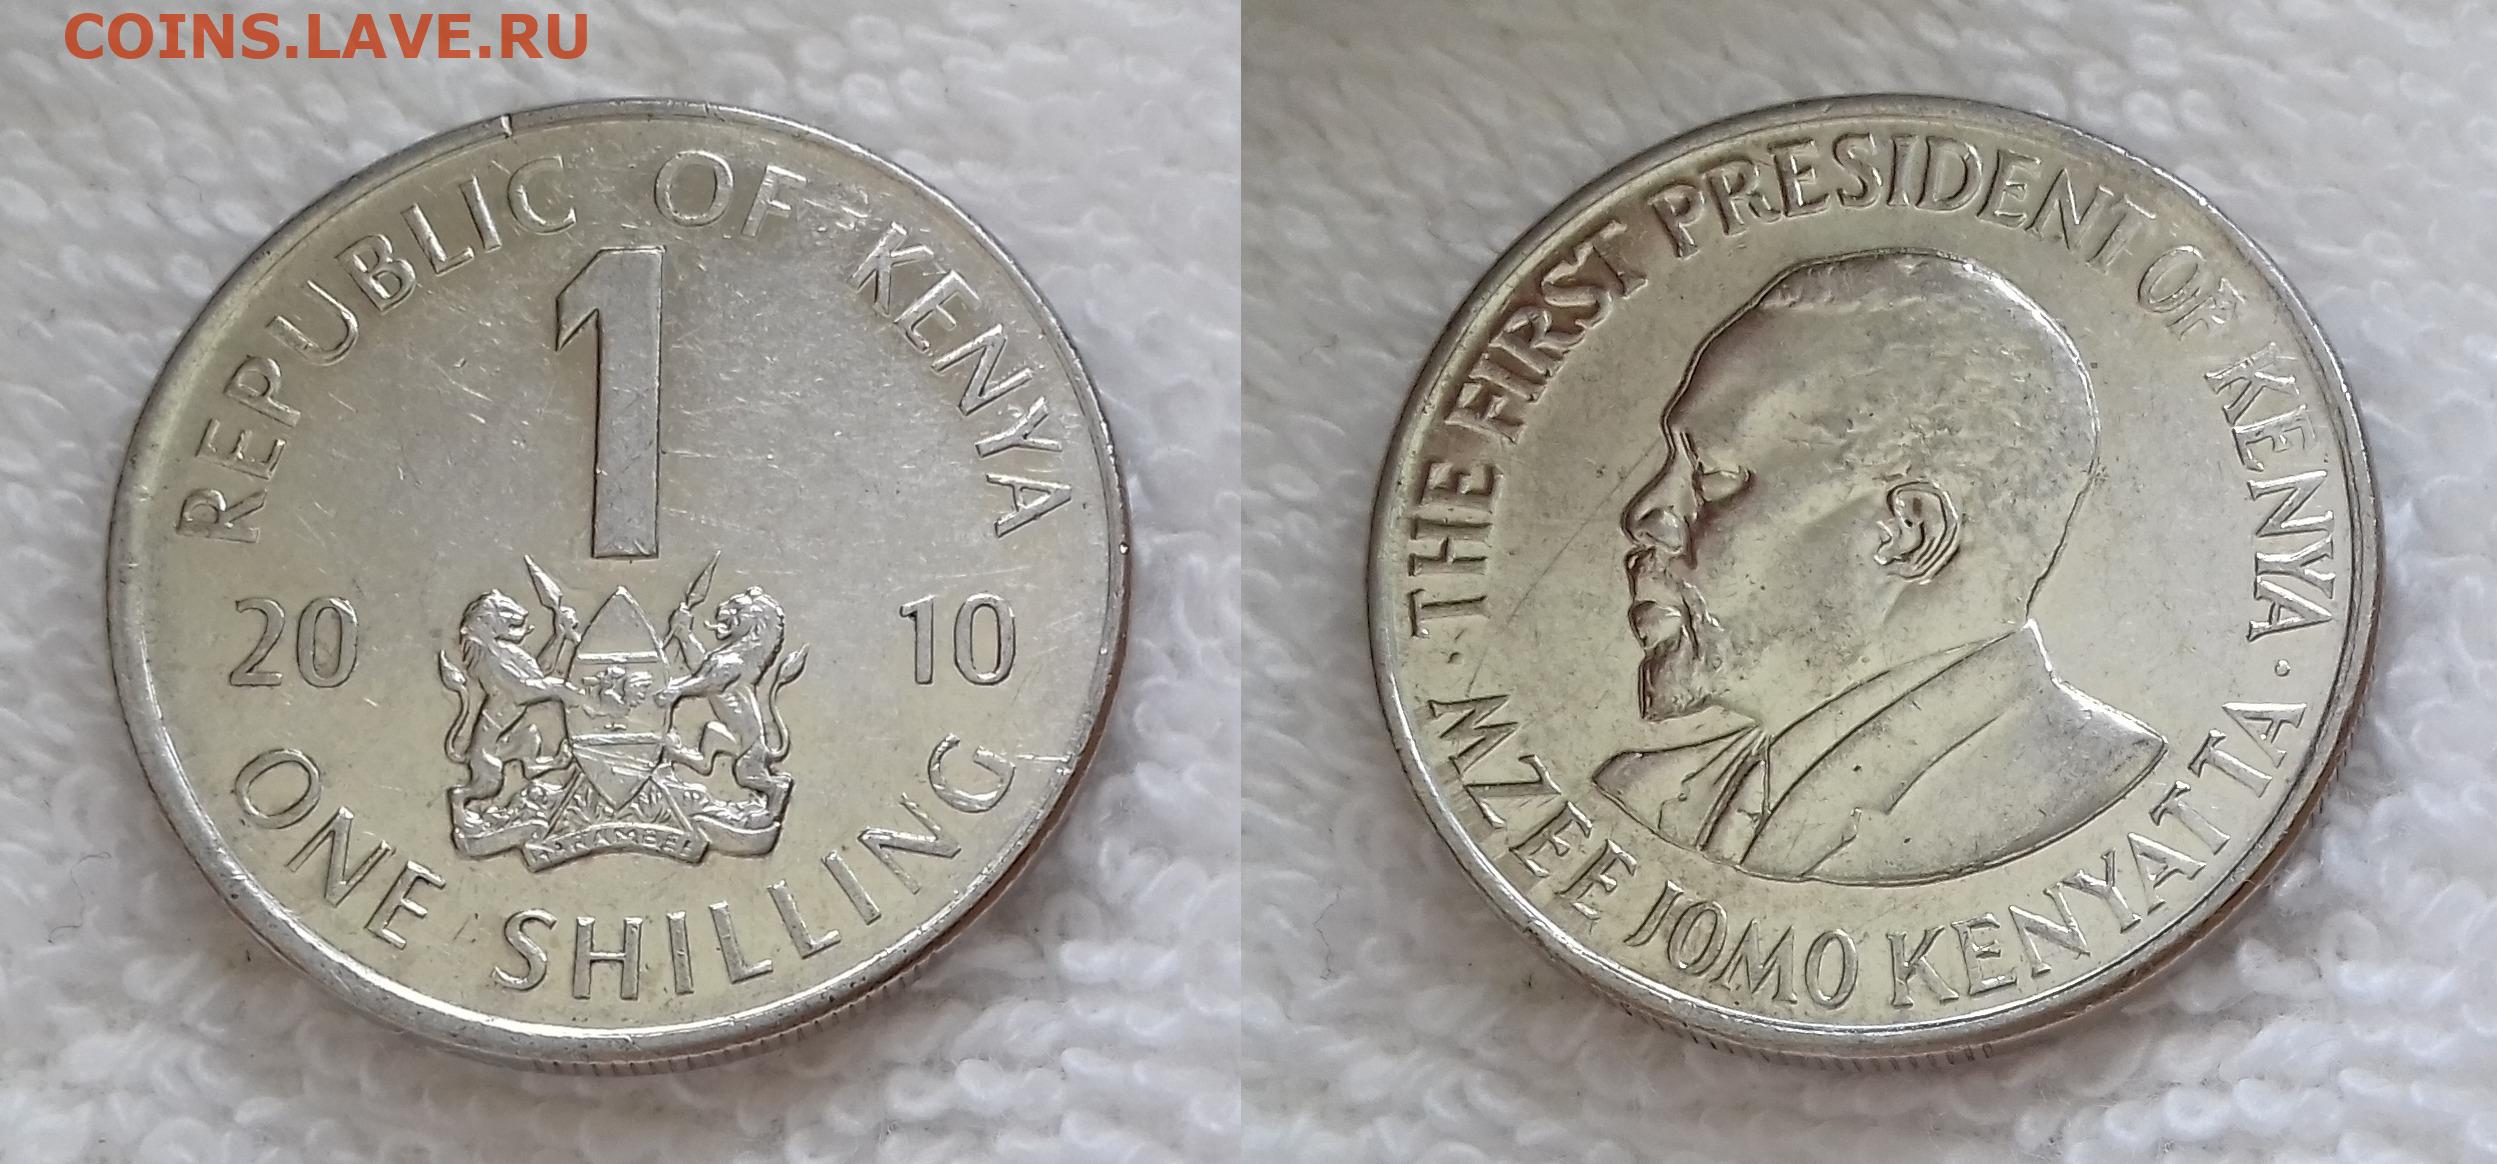 COINS.LAVE.RU
REPUBLIC OF KENYA
1
20 10
HARAMBEE
ONE SHILLING
· THE FIRST PRESIDENT OF KENYA ·
MZEE JOMO KENYATTA